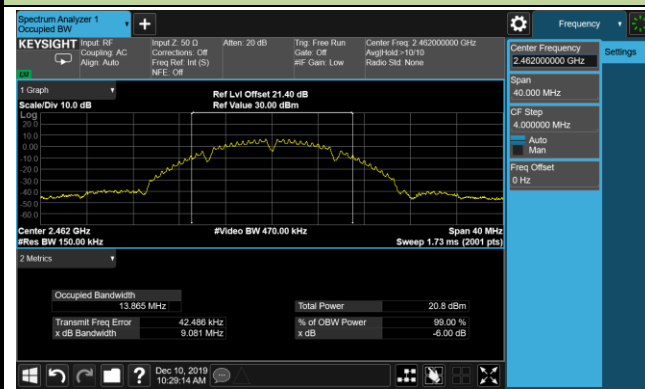 Spectrum Analyzer 1
Occupied BW
Frequency
KEYSIGHT
Input: RF
Coupling: AC
Align: Auto
Input Z: 50 Ω
Corrections: Off
Freq Ref: Int (S)
NFE: Off
Atten: 20 dB
Trig: Free Run
Gate: Off
#IF Gain: Low
Center Freq: 2.462000000 GHz
Avg|Hold:>10/10
Radio Std: None
LXI
Center Frequency
2.462000000 GHz
Settings
Span
40.000 MHz
CF Step
4.000000 MHz
Auto
Man
Freq Offset
0 Hz
1 Graph
Scale/Div 10.0 dB
Ref Lvl Offset 21.40 dB
Ref Value 30.00 dBm
Log
20.0
10.0
0.00
-10.0
-20.0
-30.0
-40.0
-50.0
-60.0
Center 2.462 GHz
#Video BW 470.00 kHz
Span 40 MHz
#Res BW 150.00 kHz
Sweep 1.73 ms (2001 pts)
2 Metrics
Occupied Bandwidth
13.865 MHz
Total Power
20.8 dBm
Transmit Freq Error
42.486 kHz
% of OBW Power
99.00 %
x dB Bandwidth
9.081 MHz
x dB
-6.00 dB
?
Dec 10, 2019
10:29:14 AM